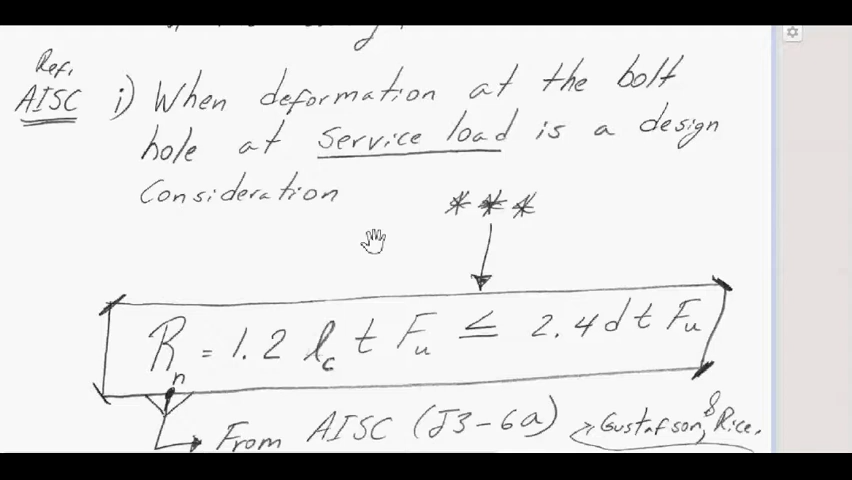 Ref.
AISC i) When deformation at the bolt
hole at service load is a design
consideration
***
Rn = 1.2 lc t Fu ≤ 2.4 d t Fu
From AISC (J3-6a) → Gustafson, & Rice.